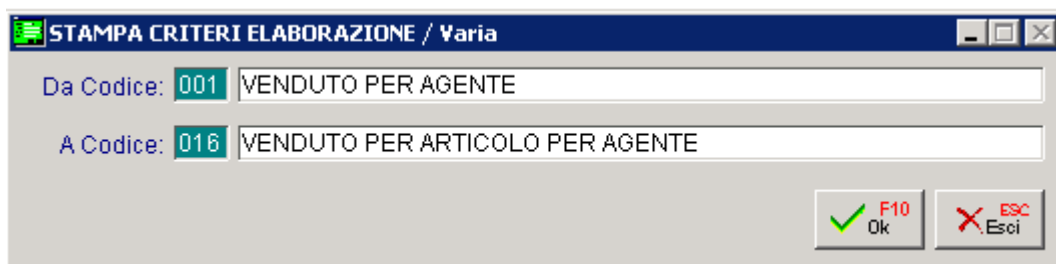 STAMPA CRITERI ELABORAZIONE / Varia
Da Codice: 001 VENDUTO PER AGENTE
A Codice: 016 VENDUTO PER ARTICOLO PER AGENTE
F10 ESC
Ok Esci